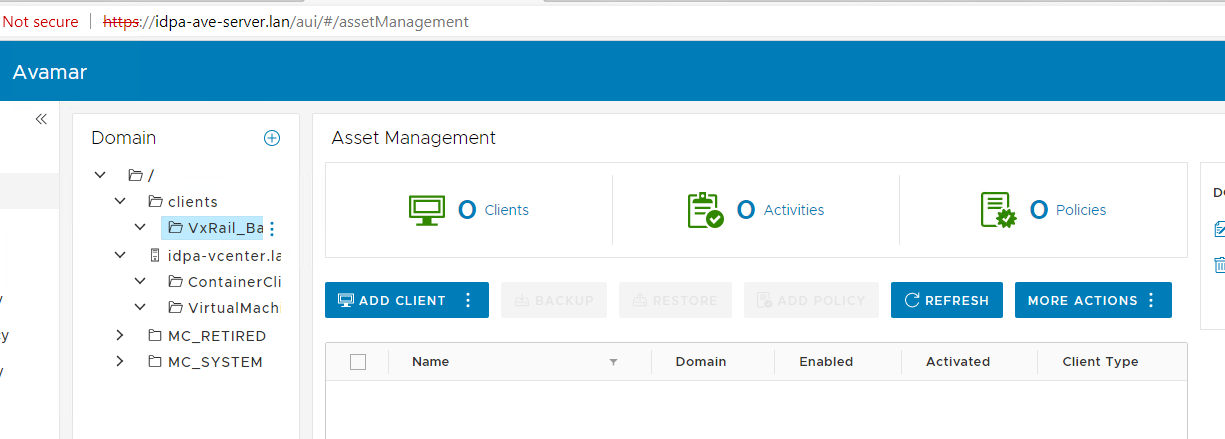 Not secure https://idpa-ave-server.lan/aui/#/assetManagement
Avamar
Domain
/
clients
VxRail_Ba
idpa-vcenter.la
ContainerCli
VirtualMachi
MC_RETIRED
MC_SYSTEM
Asset Management
0 Clients
0 Activities
0 Policies
ADD CLIENT
BACKUP
RESTORE
ADD POLICY
REFRESH
MORE ACTIONS
Name Domain Enabled Activated Client Type